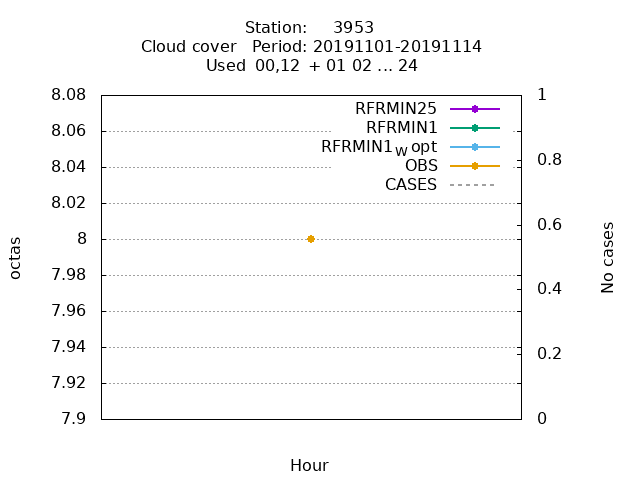 Station: 3953
Cloud cover Period: 20191101-20191114
Used 00,12 + 01 02 ... 24
8.08
8.06
8.04
8.02
8
7.98
7.96
7.94
7.92
7.9
octas
1
0.8
0.6
0.4
0.2
0
No cases
RFRMIN25
RFRMIN1
RFRMIN1w opt
OBS
CASES
Hour